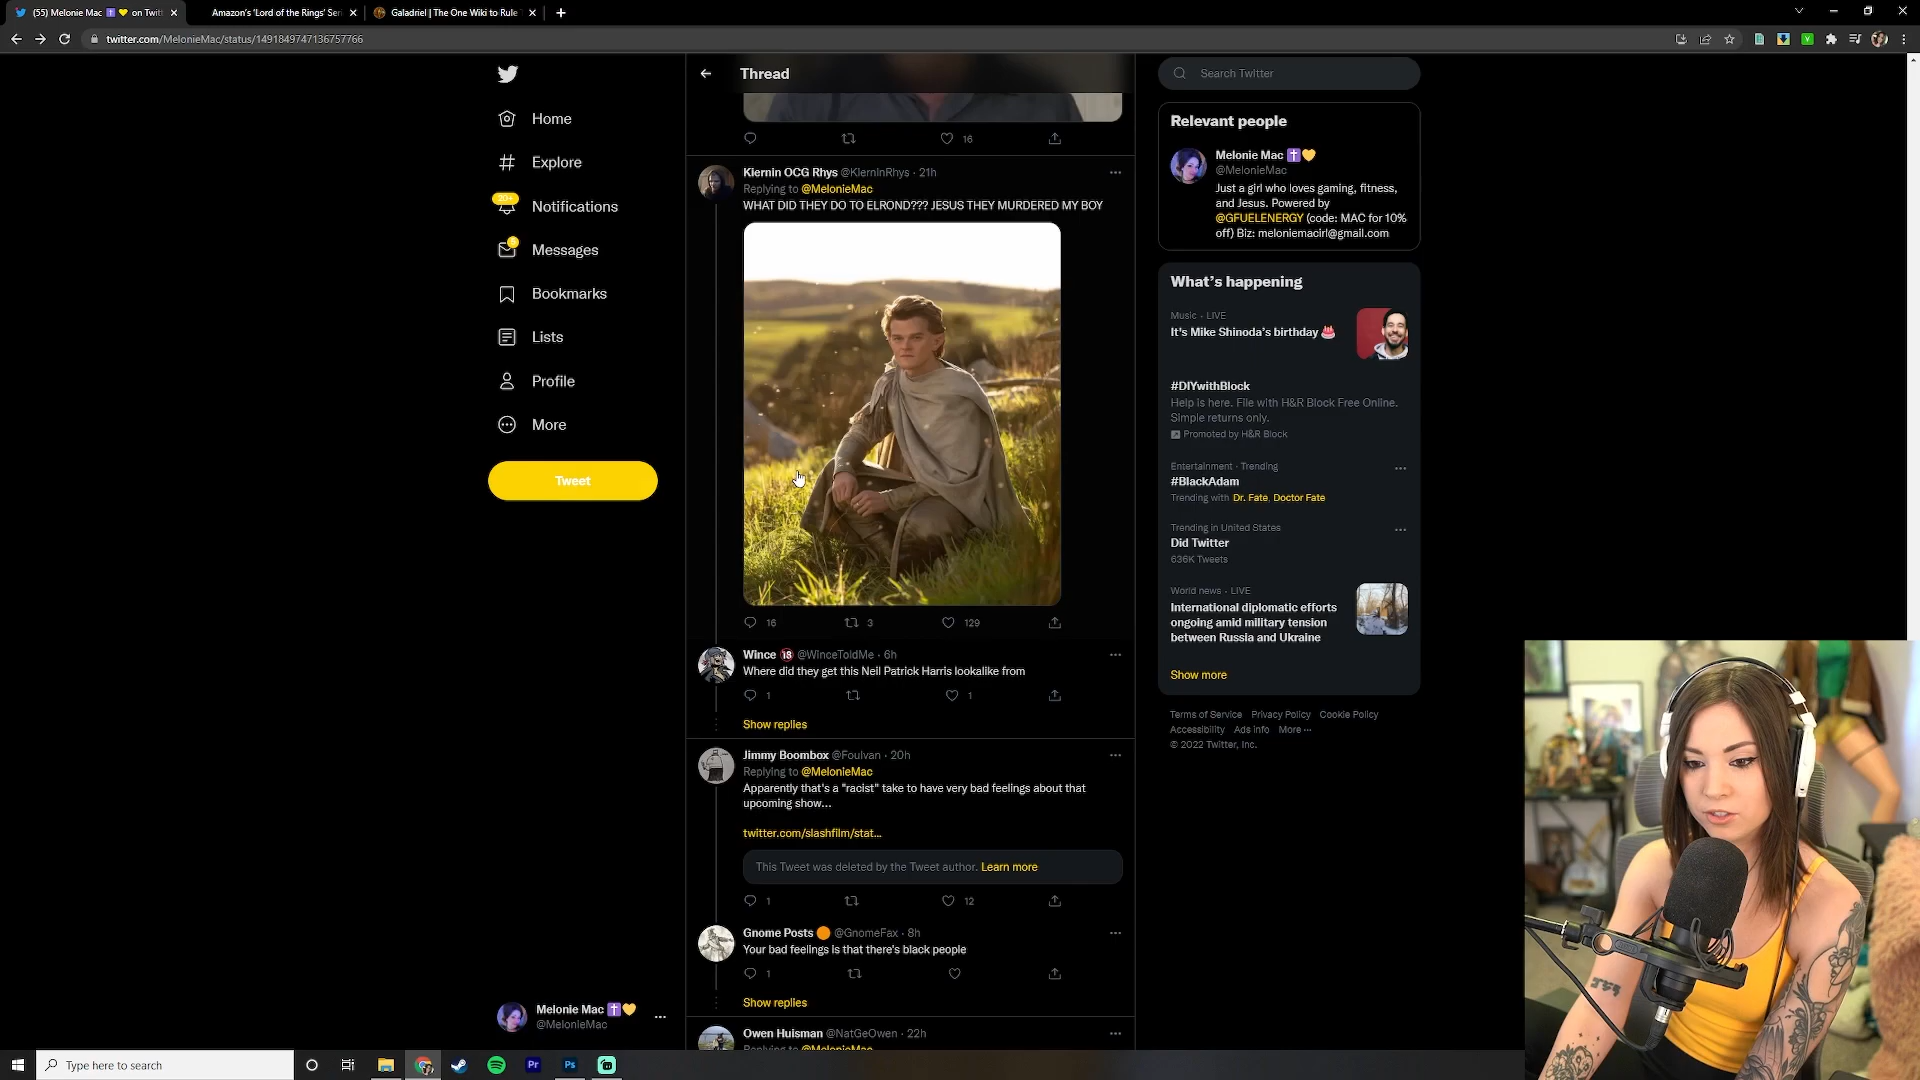 (55) Melonie Mac ✝️ 💛 on Twitt
Amazon's 'Lord of the Rings' Seri
Galadriel | The One Wiki to Rule
twitter.com/MelonieMac/status/1491849747136757766
Home
Explore
20+
Notifications
5
Messages
Bookmarks
Lists
Profile
More
Tweet
Melonie Mac ✝️💛
@MelonieMac
Thread
16
Kiernin OCG Rhys @KierninRhys · 21h
Replying to @MelonieMac
WHAT DID THEY DO TO ELROND??? JESUS THEY MURDERED MY BOY
16 3 129
Wince 🔞 @WinceToldMe · 6h
Where did they get this Neil Patrick Harris lookalike from
1 1
Show replies
Jimmy Boombox @Foulvan · 20h
Replying to @MelonieMac
Apparently that's a "racist" take to have very bad feelings about that
upcoming show...
twitter.com/slashfilm/stat...
This Tweet was deleted by the Tweet author. Learn more
1 12
Gnome Posts 🟠 @GnomeFax · 8h
Your bad feelings is that there's black people
1
Show replies
Owen Huisman @NatGeOwen · 22h
Replying to @MelonieMac
Search Twitter
Relevant people
Melonie Mac ✝️💛
@MelonieMac
Just a girl who loves gaming, fitness,
and Jesus. Powered by
@GFUELENERGY (code: MAC for 10%
off) Biz: meloniemacirl@gmail.com
What's happening
Music · LIVE
It's Mike Shinoda's birthday 🎂
#DIYwithBlock
Help is here. File with H&R Block Free Online.
Simple returns only.
Promoted by H&R Block
Entertainment · Trending
#BlackAdam
Trending with Dr. Fate, Doctor Fate
Trending in United States
Did Twitter
636K Tweets
World news · LIVE
International diplomatic efforts
ongoing amid military tension
between Russia and Ukraine
Show more
Terms of Service Privacy Policy Cookie Policy
Accessibility Ads info More ···
© 2022 Twitter, Inc.
Type here to search
Pr
Ps